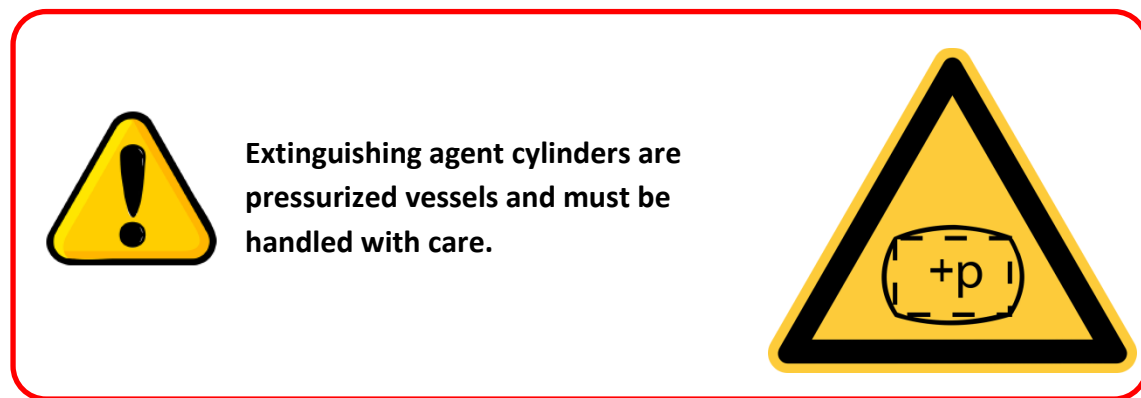 Extinguishing agent cylinders are
pressurized vessels and must be
handled with care.
+p